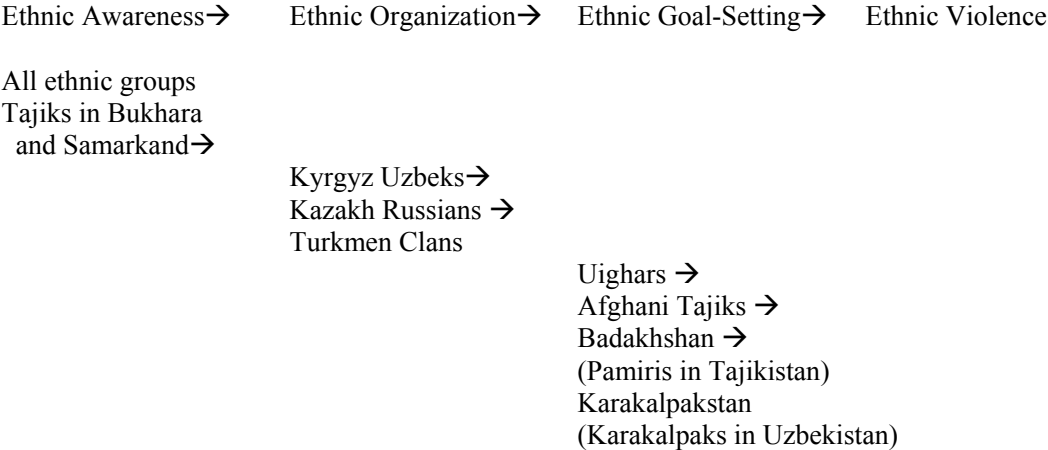 Ethnic Awareness→ Ethnic Organization→ Ethnic Goal-Setting→ Ethnic Violence
All ethnic groups
Tajiks in Bukhara
and Samarkand→
Kyrgyz Uzbeks→
Kazakh Russians →
Turkmen Clans
Uighars →
Afghani Tajiks →
Badakhshan →
(Pamiris in Tajikistan)
Karakalpakstan
(Karakalpaks in Uzbekistan)